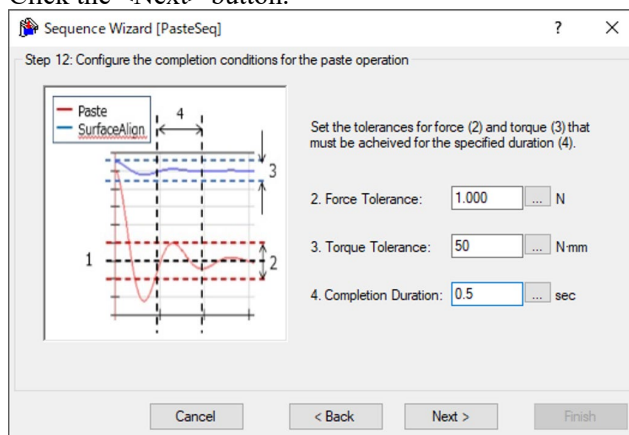 Click the <Next> button.
Sequence Wizard [PasteSeq]
?
Step 12: Configure the completion conditions for the paste operation
Paste
SurfaceAlign
4
3
1
2
Set the tolerances for force (2) and torque (3) that
must be acheived for the specified duration (4).
2. Force Tolerance: 1.000 ... N
3. Torque Tolerance: 50 ... N·mm
4. Completion Duration: 0.5 ... sec
Cancel < Back Next > Finish